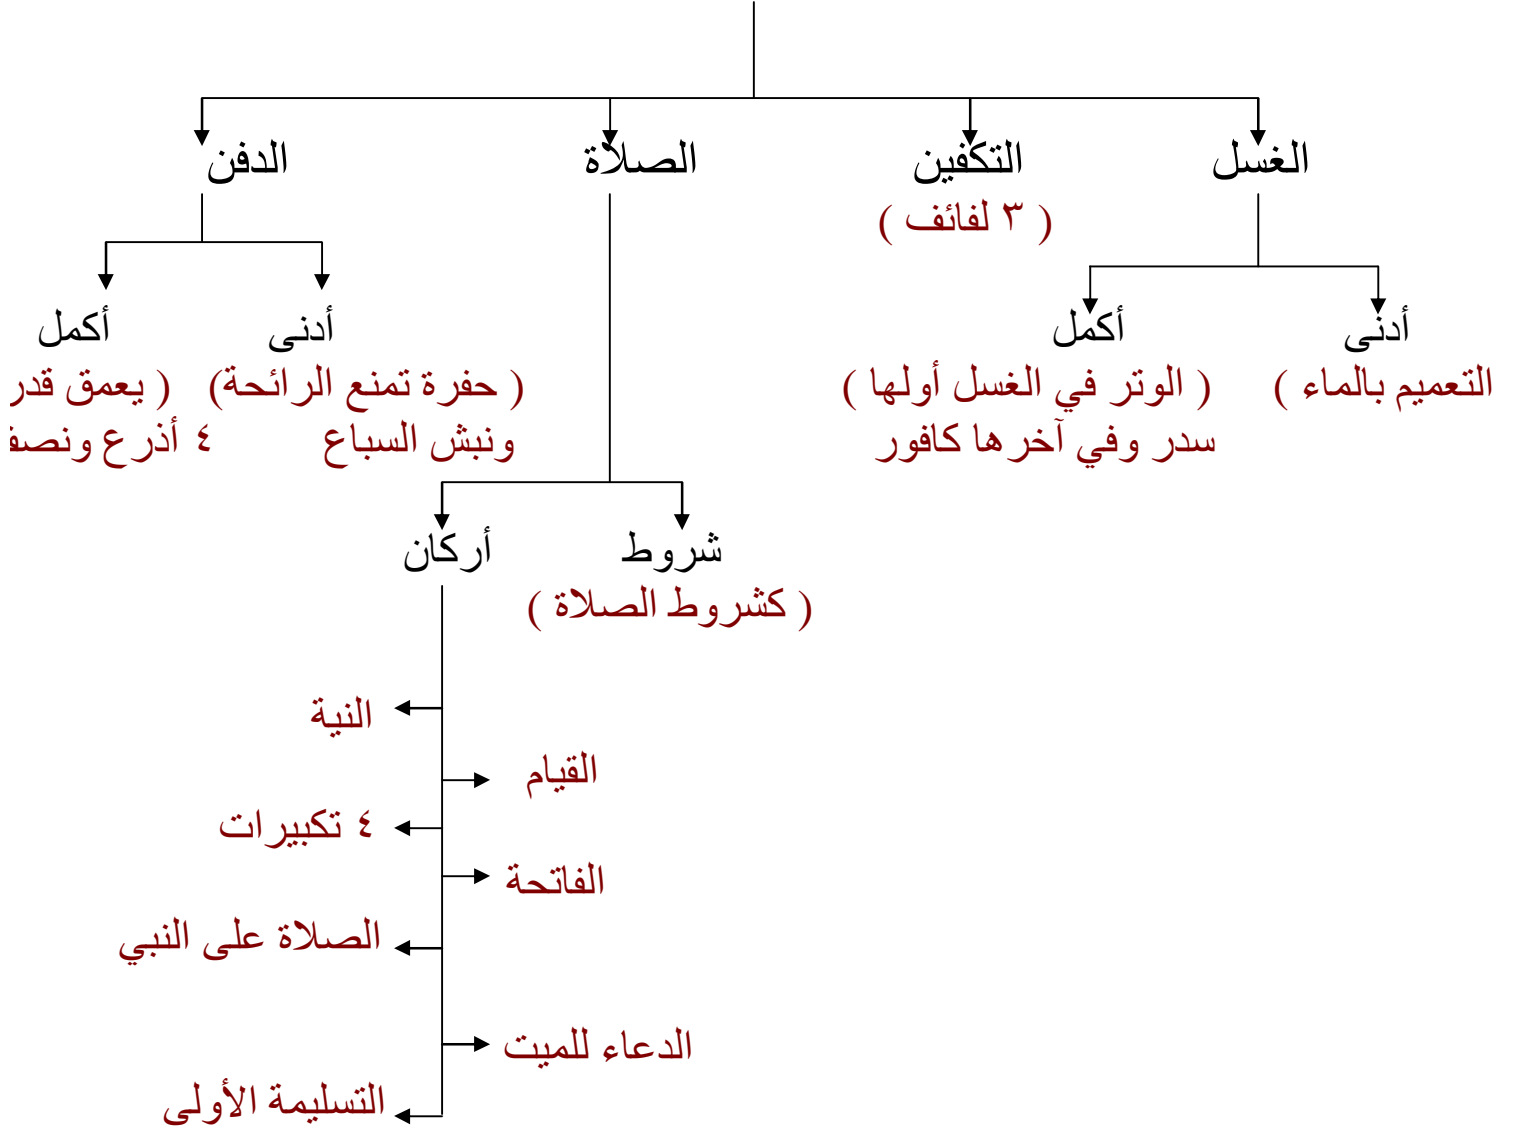 الغسل
التكفين
الصلاة
الدفن
( ٣ لفائف )
أدنى
أكمل
أدنى
أكمل
التعميم بالماء )
( الوتر في الغسل أولها )
سدر وفي آخرها كافور
( حفرة تمنع الرائحة)
ونبش السباع
( يعمق قدر
٤ أذرع ونصف
شروط
أركان
( كشروط الصلاة )
النية
القيام
٤ تكبيرات
الفاتحة
الصلاة على النبي
الدعاء للميت
التسليمة الأولى